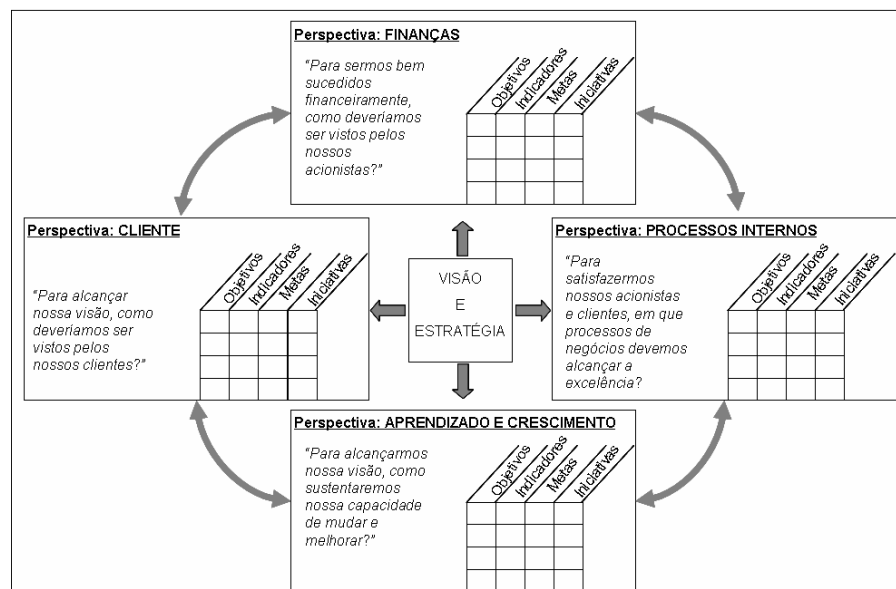 Perspectiva: FINANÇAS
"Para sermos bem
sucedidos
financeiramente,
como deveríamos
ser vistos pelos
nossos
acionistas?"
Objetivos
Indicadores
Metas
Iniciativas
Perspectiva: CLIENTE
"Para alcançar
nossa visão, como
deveríamos ser
vistos pelos
nossos clientes?"
Objetivos
Indicadores
Metas
Iniciativas
VISÃO
E
ESTRATÉGIA
Perspectiva: PROCESSOS INTERNOS
"Para
satisfazermos
nossos acionistas
e clientes, em que
processos de
negócios devemos
alcançar a
excelência?
Objetivos
Indicadores
Metas
Iniciativas
Perspectiva: APRENDIZADO E CRESCIMENTO
"Para alcançarmos
nossa visão, como
sustentaremos
nossa capacidade
de mudar e
melhorar?"
Objetivos
Indicadores
Metas
Iniciativas